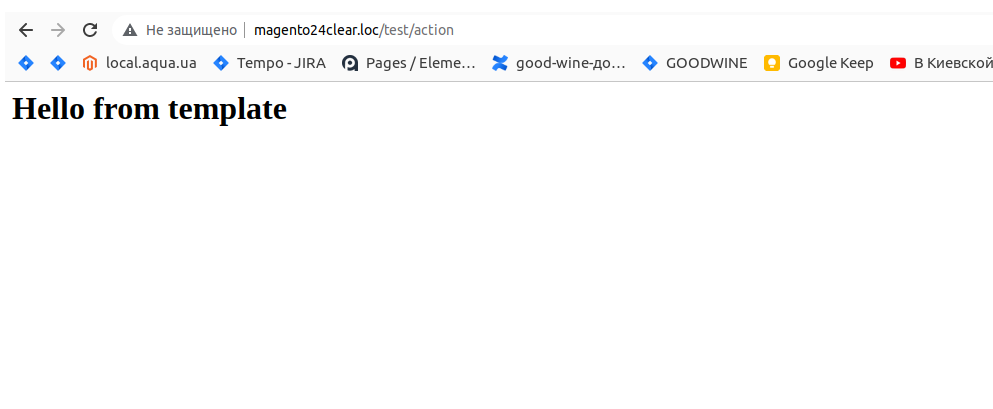 Не защищено | magento24clear.loc/test/action
local.aqua.ua Tempo - JIRA Pages / Eleme... good-wine-до... GOODWINE Google Keep В Киевской
Hello from template